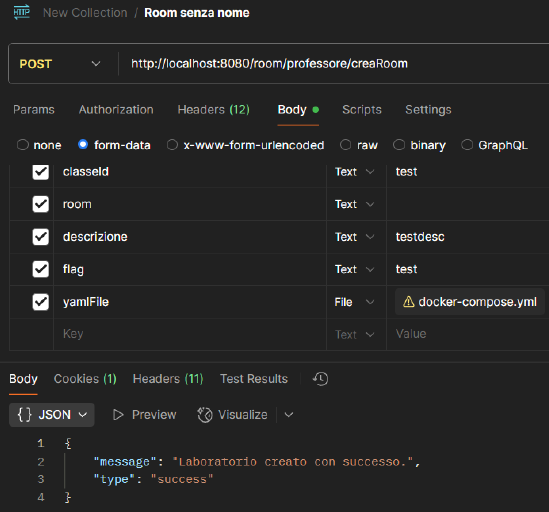 HTTP New Collection / Room senza nome
POST http://localhost:8080/room/professore/creaRoom
Params Authorization Headers (12) Body Scripts Settings
none form-data x-www-form-urlencoded raw binary GraphQL
classeId Text test
room Text
descrizione Text testdesc
flag Text test
yamlFile File docker-compose.yml
Key Text Value
Body Cookies (1) Headers (11) Test Results
{} JSON Preview Visualize
1 {
2 "message": "Laboratorio creato con successo.",
3 "type": "success"
4 }